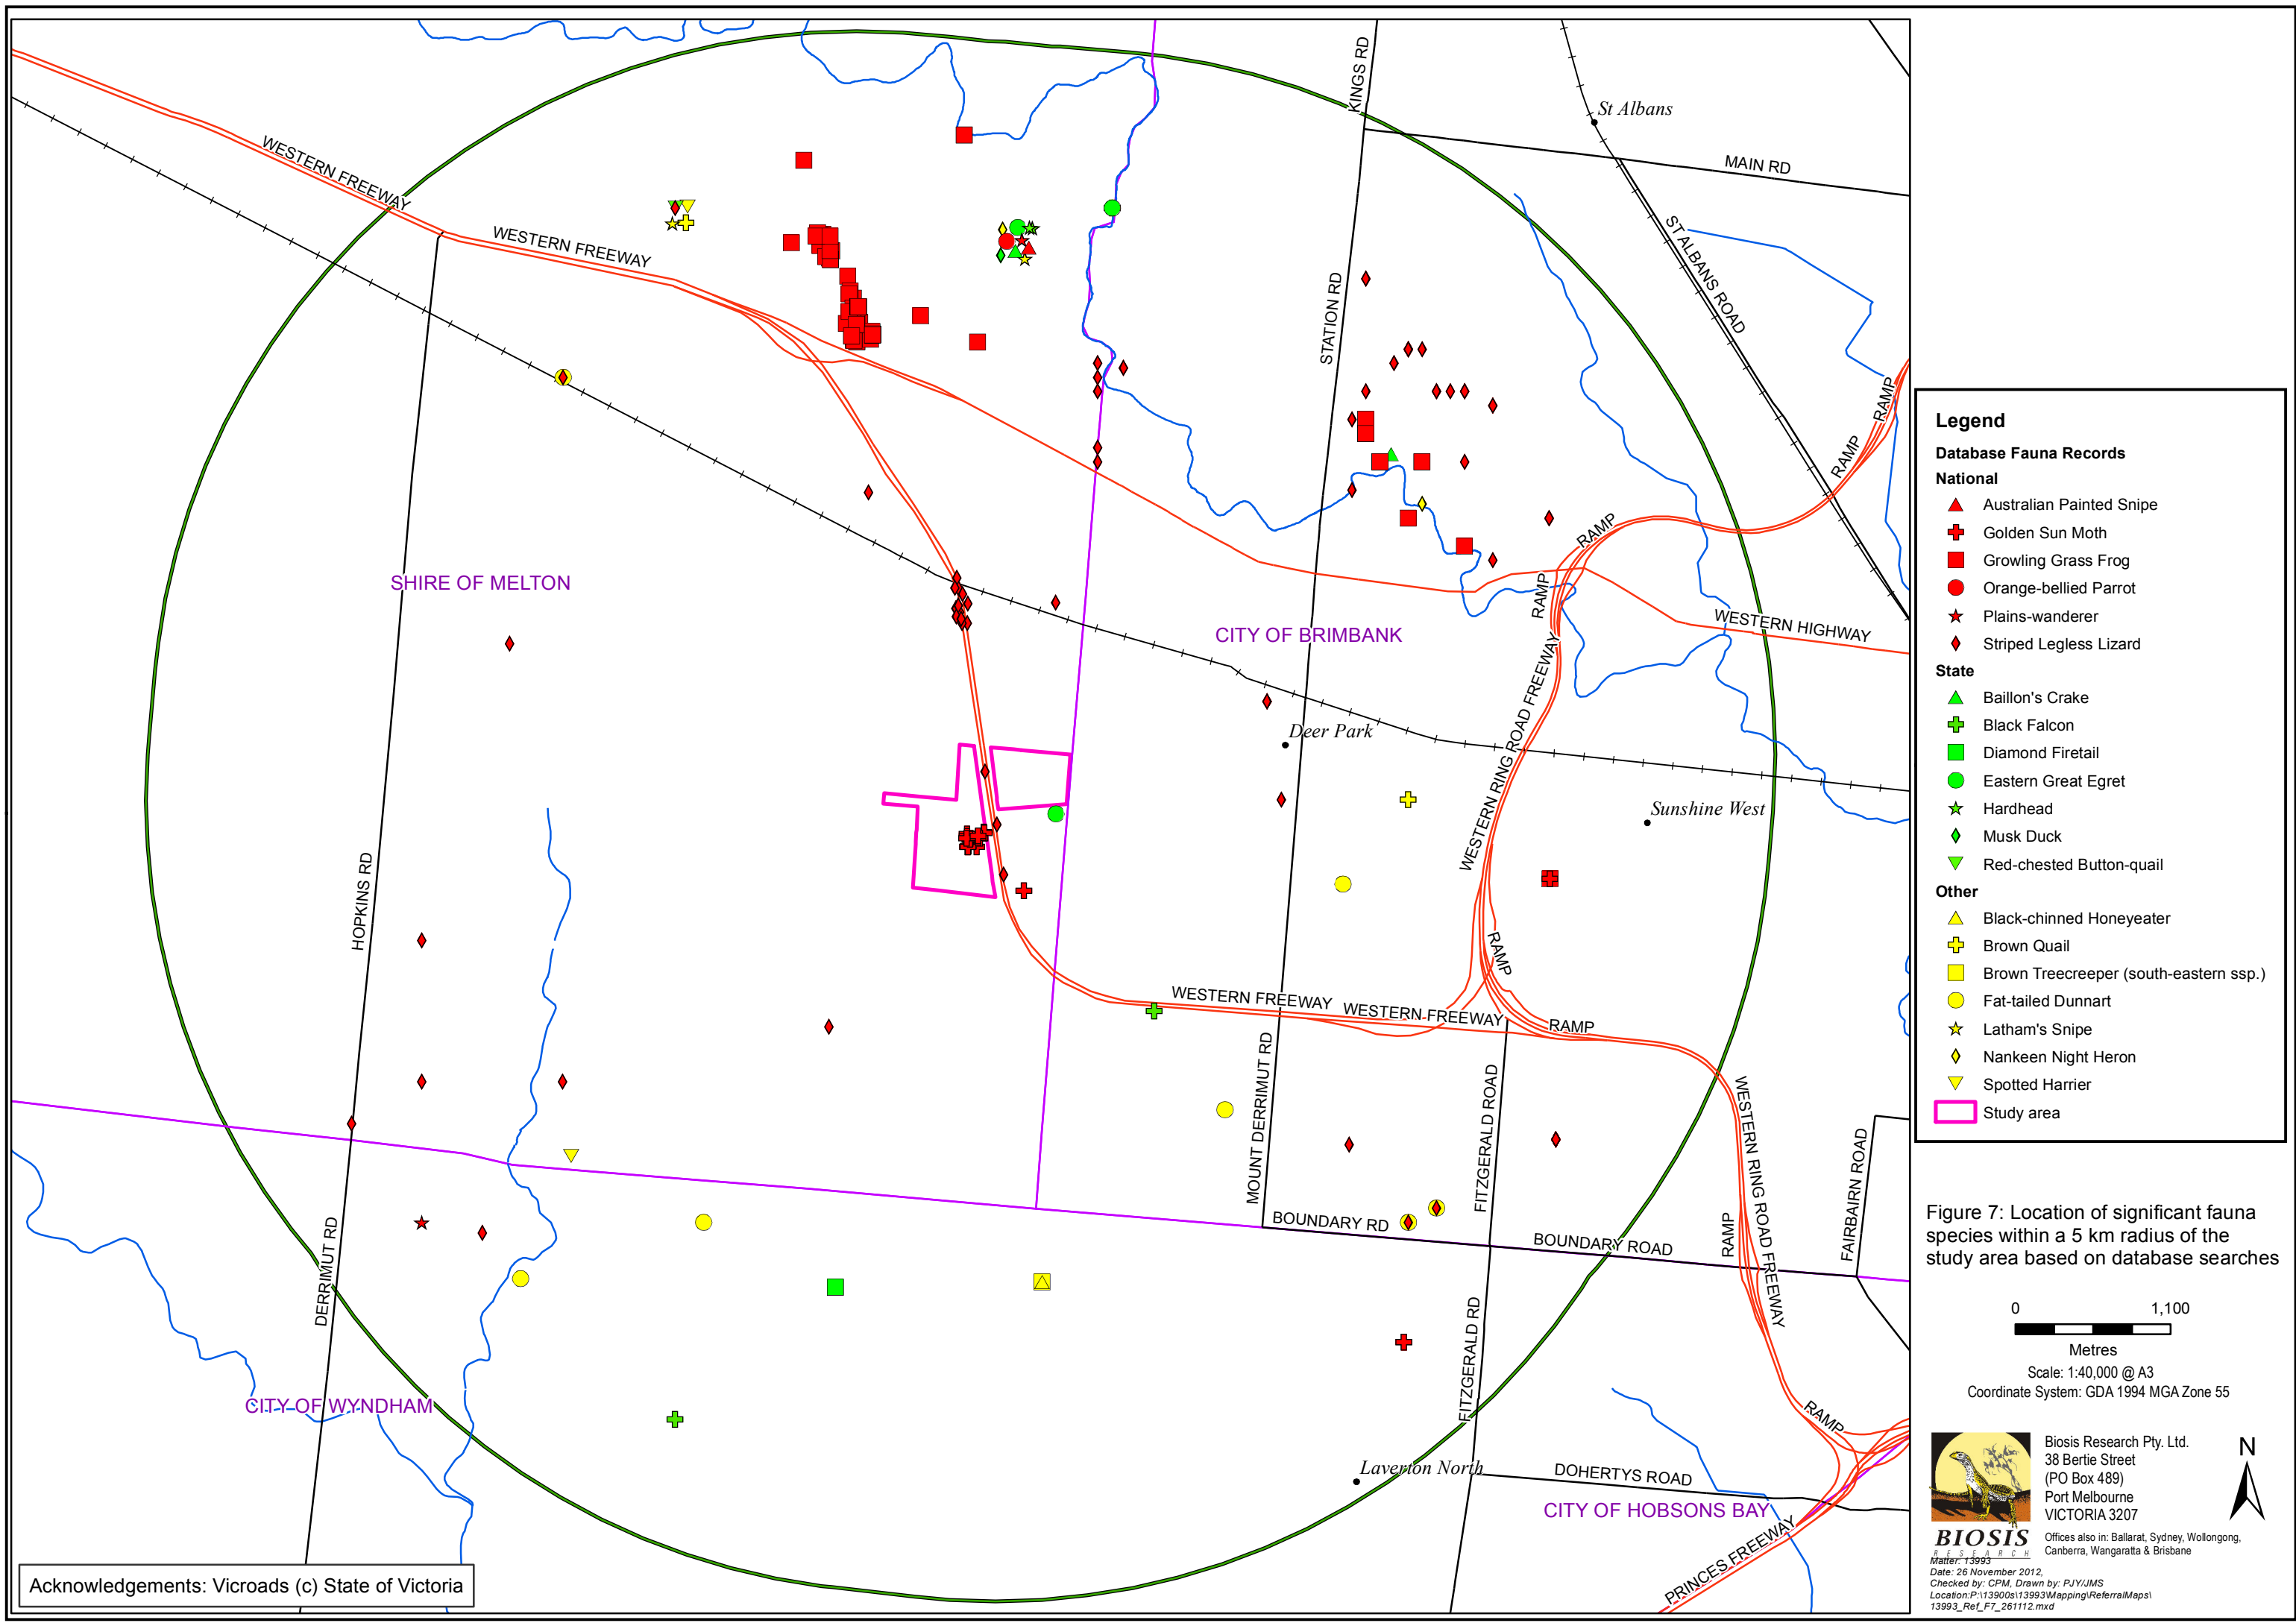 KINGS RD
St Albans
MAIN RD
WESTERN FREEWAY
WESTERN FREEWAY
ST ALBANS ROAD
STATION RD
RAMP
RAMP
RAMP
RAMP
SHIRE OF MELTON
CITY OF BRIMBANK
WESTERN HIGHWAY
WESTERN RING ROAD FREEWAY
Deer Park
Sunshine West
HOPKINS RD
RAMP
WESTERN FREEWAY
WESTERN FREEWAY
RAMP
MOUNT DERRIMUT RD
FITZGERALD ROAD
WESTERN RING ROAD FREEWAY
FAIRBAIRN ROAD
BOUNDARY RD
BOUNDARY ROAD
RAMP
DERRIMUT RD
FITZGERALD RD
CITY OF WYNDHAM
RAMP
Laverton North
DOHERTYS ROAD
CITY OF HOBSONS BAY
PRINCES FREEWAY
Acknowledgements: Vicroads (c) State of Victoria
Legend
Database Fauna Records
National
Australian Painted Snipe
Golden Sun Moth
Growling Grass Frog
Orange-bellied Parrot
Plains-wanderer
Striped Legless Lizard
State
Baillon's Crake
Black Falcon
Diamond Firetail
Eastern Great Egret
Hardhead
Musk Duck
Red-chested Button-quail
Other
Black-chinned Honeyeater
Brown Quail
Brown Treecreeper (south-eastern ssp.)
Fat-tailed Dunnart
Latham's Snipe
Nankeen Night Heron
Spotted Harrier
Study area
Figure 7: Location of significant fauna
species within a 5 km radius of the
study area based on database searches
0 1,100
Metres
Scale: 1:40,000 @ A3
Coordinate System: GDA 1994 MGA Zone 55
Biosis Research Pty. Ltd.
38 Bertie Street
(PO Box 489)
Port Melbourne
VICTORIA 3207
Offices also in: Ballarat, Sydney, Wollongong,
Canberra, Wangaratta & Brisbane
N
BIOSIS
RESEARCH
Matter: 13993
Date: 26 November 2012,
Checked by: CPM, Drawn by: PJY/JMS
Location:P:\13900s\13993\Mapping\ReferralMaps\
13993_Ref_F7_261112.mxd